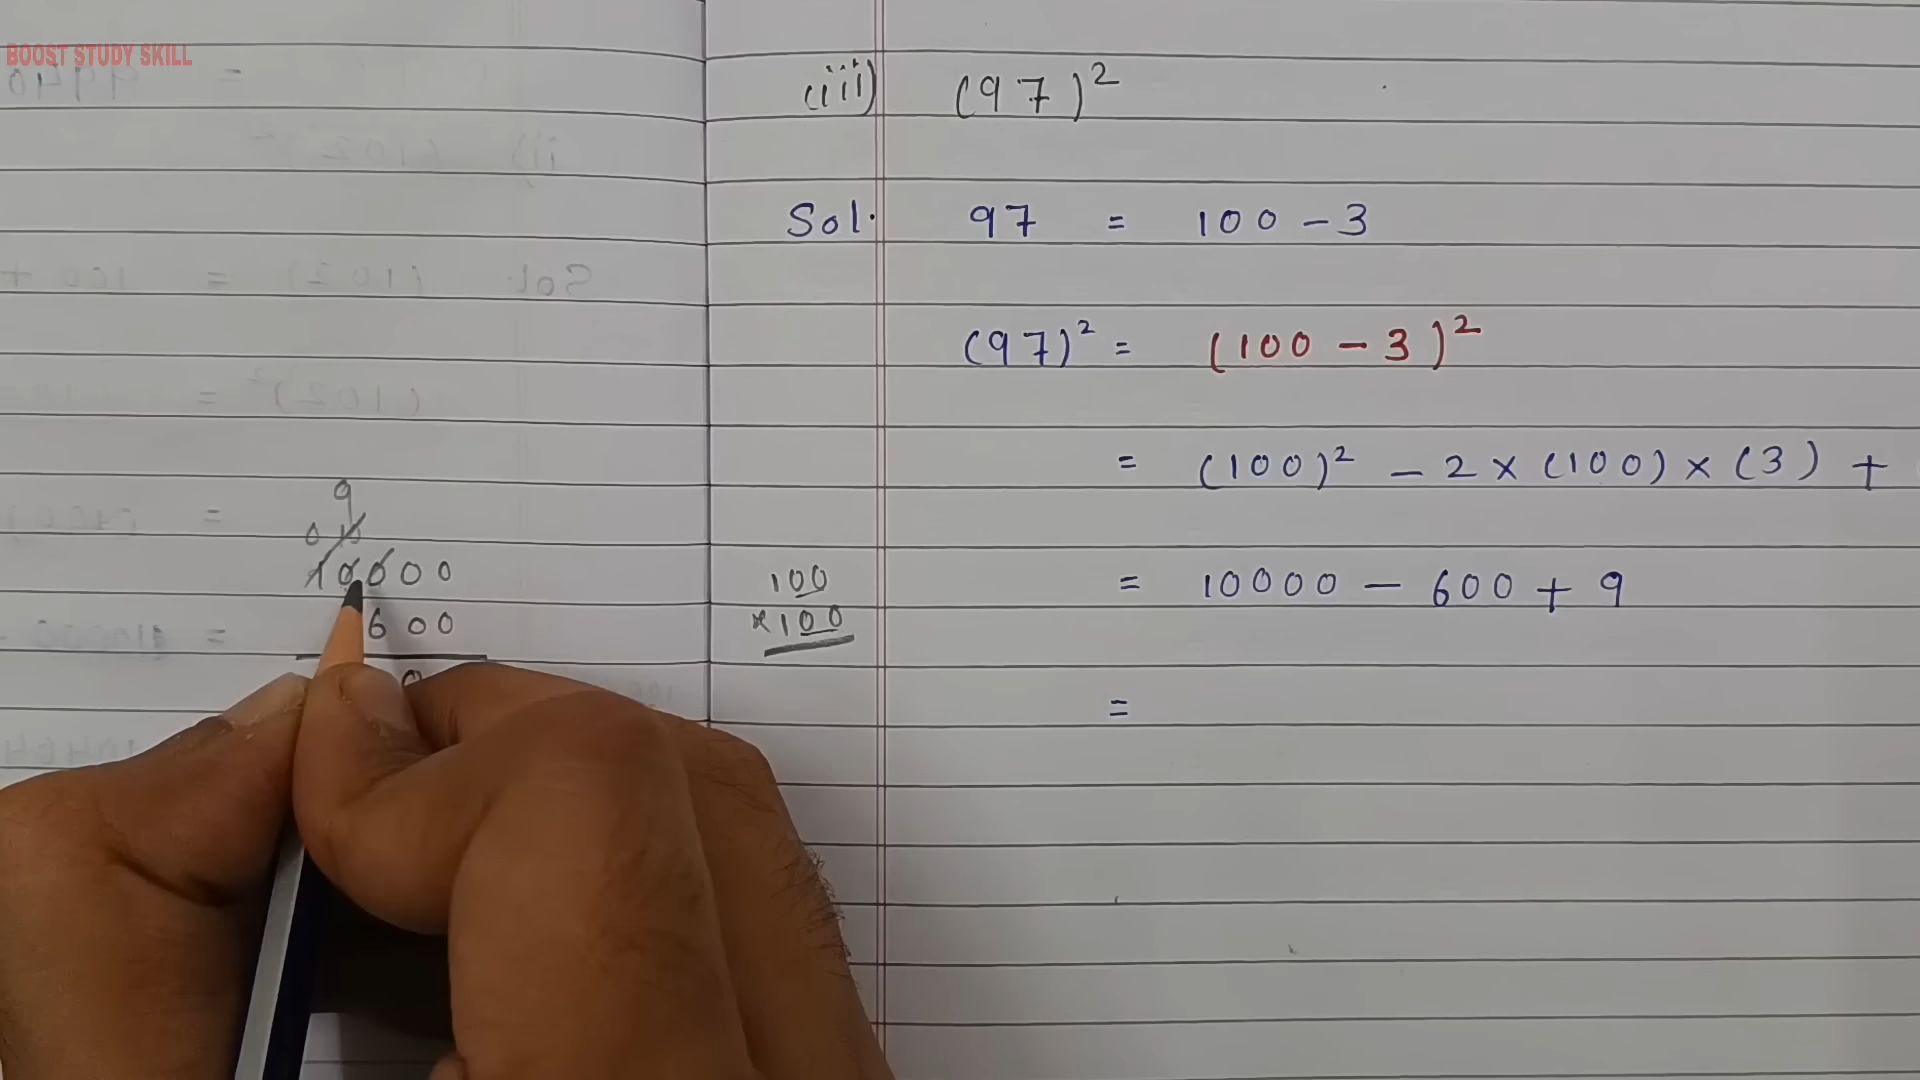 BOOST STUDY SKILL
(iii) (97)²
Sol. 97 = 100 - 3
(97)² = (100 - 3)²
= (100)² - 2 × (100) × (3) +
= 10000 - 600 + 9
=
9
0 10
10000
600
100
×100